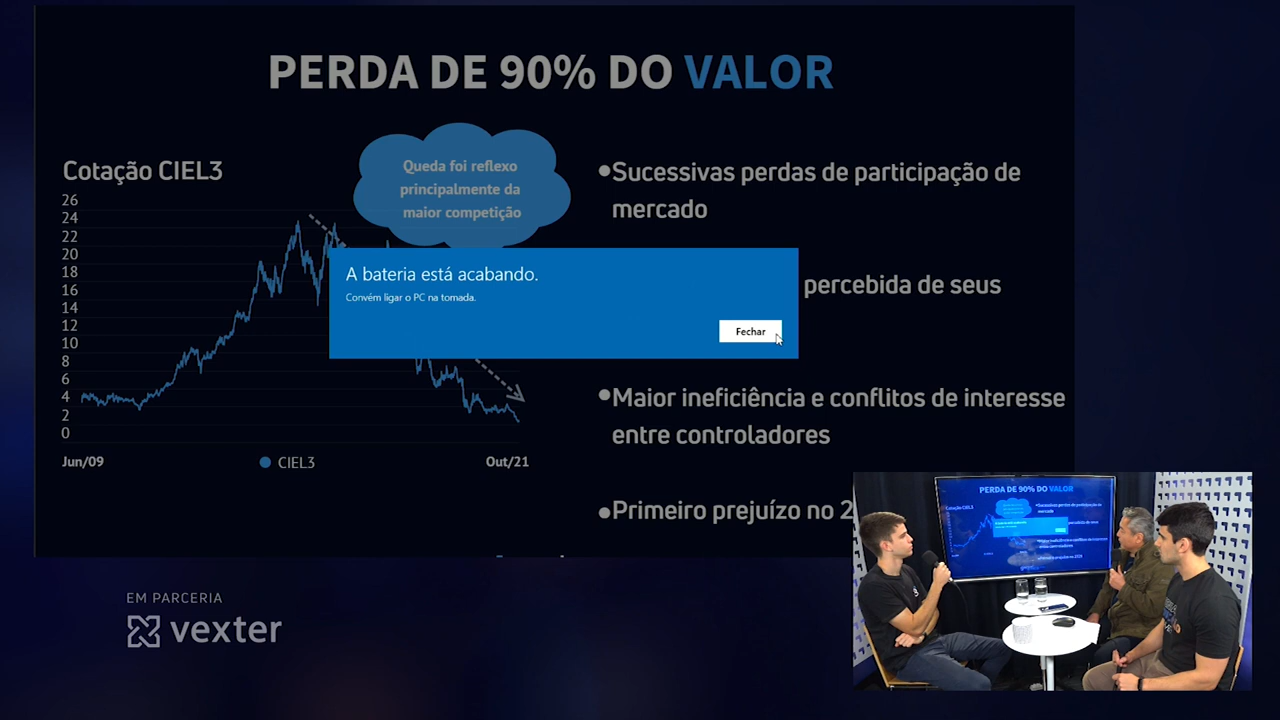 PERDA DE 90% DO VALOR
Cotação CIEL3
Queda foi reflexo
principalmente da
maior competição
26
24
22
20
18
16
14
12
10
8
6
4
2
0
Jun/09
CIEL3
Out/21
•Sucessivas perdas de participação de
mercado
percebida de seus
•Maior ineficiência e conflitos de interesse
entre controladores
•Primeiro prejuízo no 2
A bateria está acabando.
Convém ligar o PC na tomada.
Fechar
EM PARCERIA
vexter
PERDA DE 90% DO VALOR
Cotação CIEL3